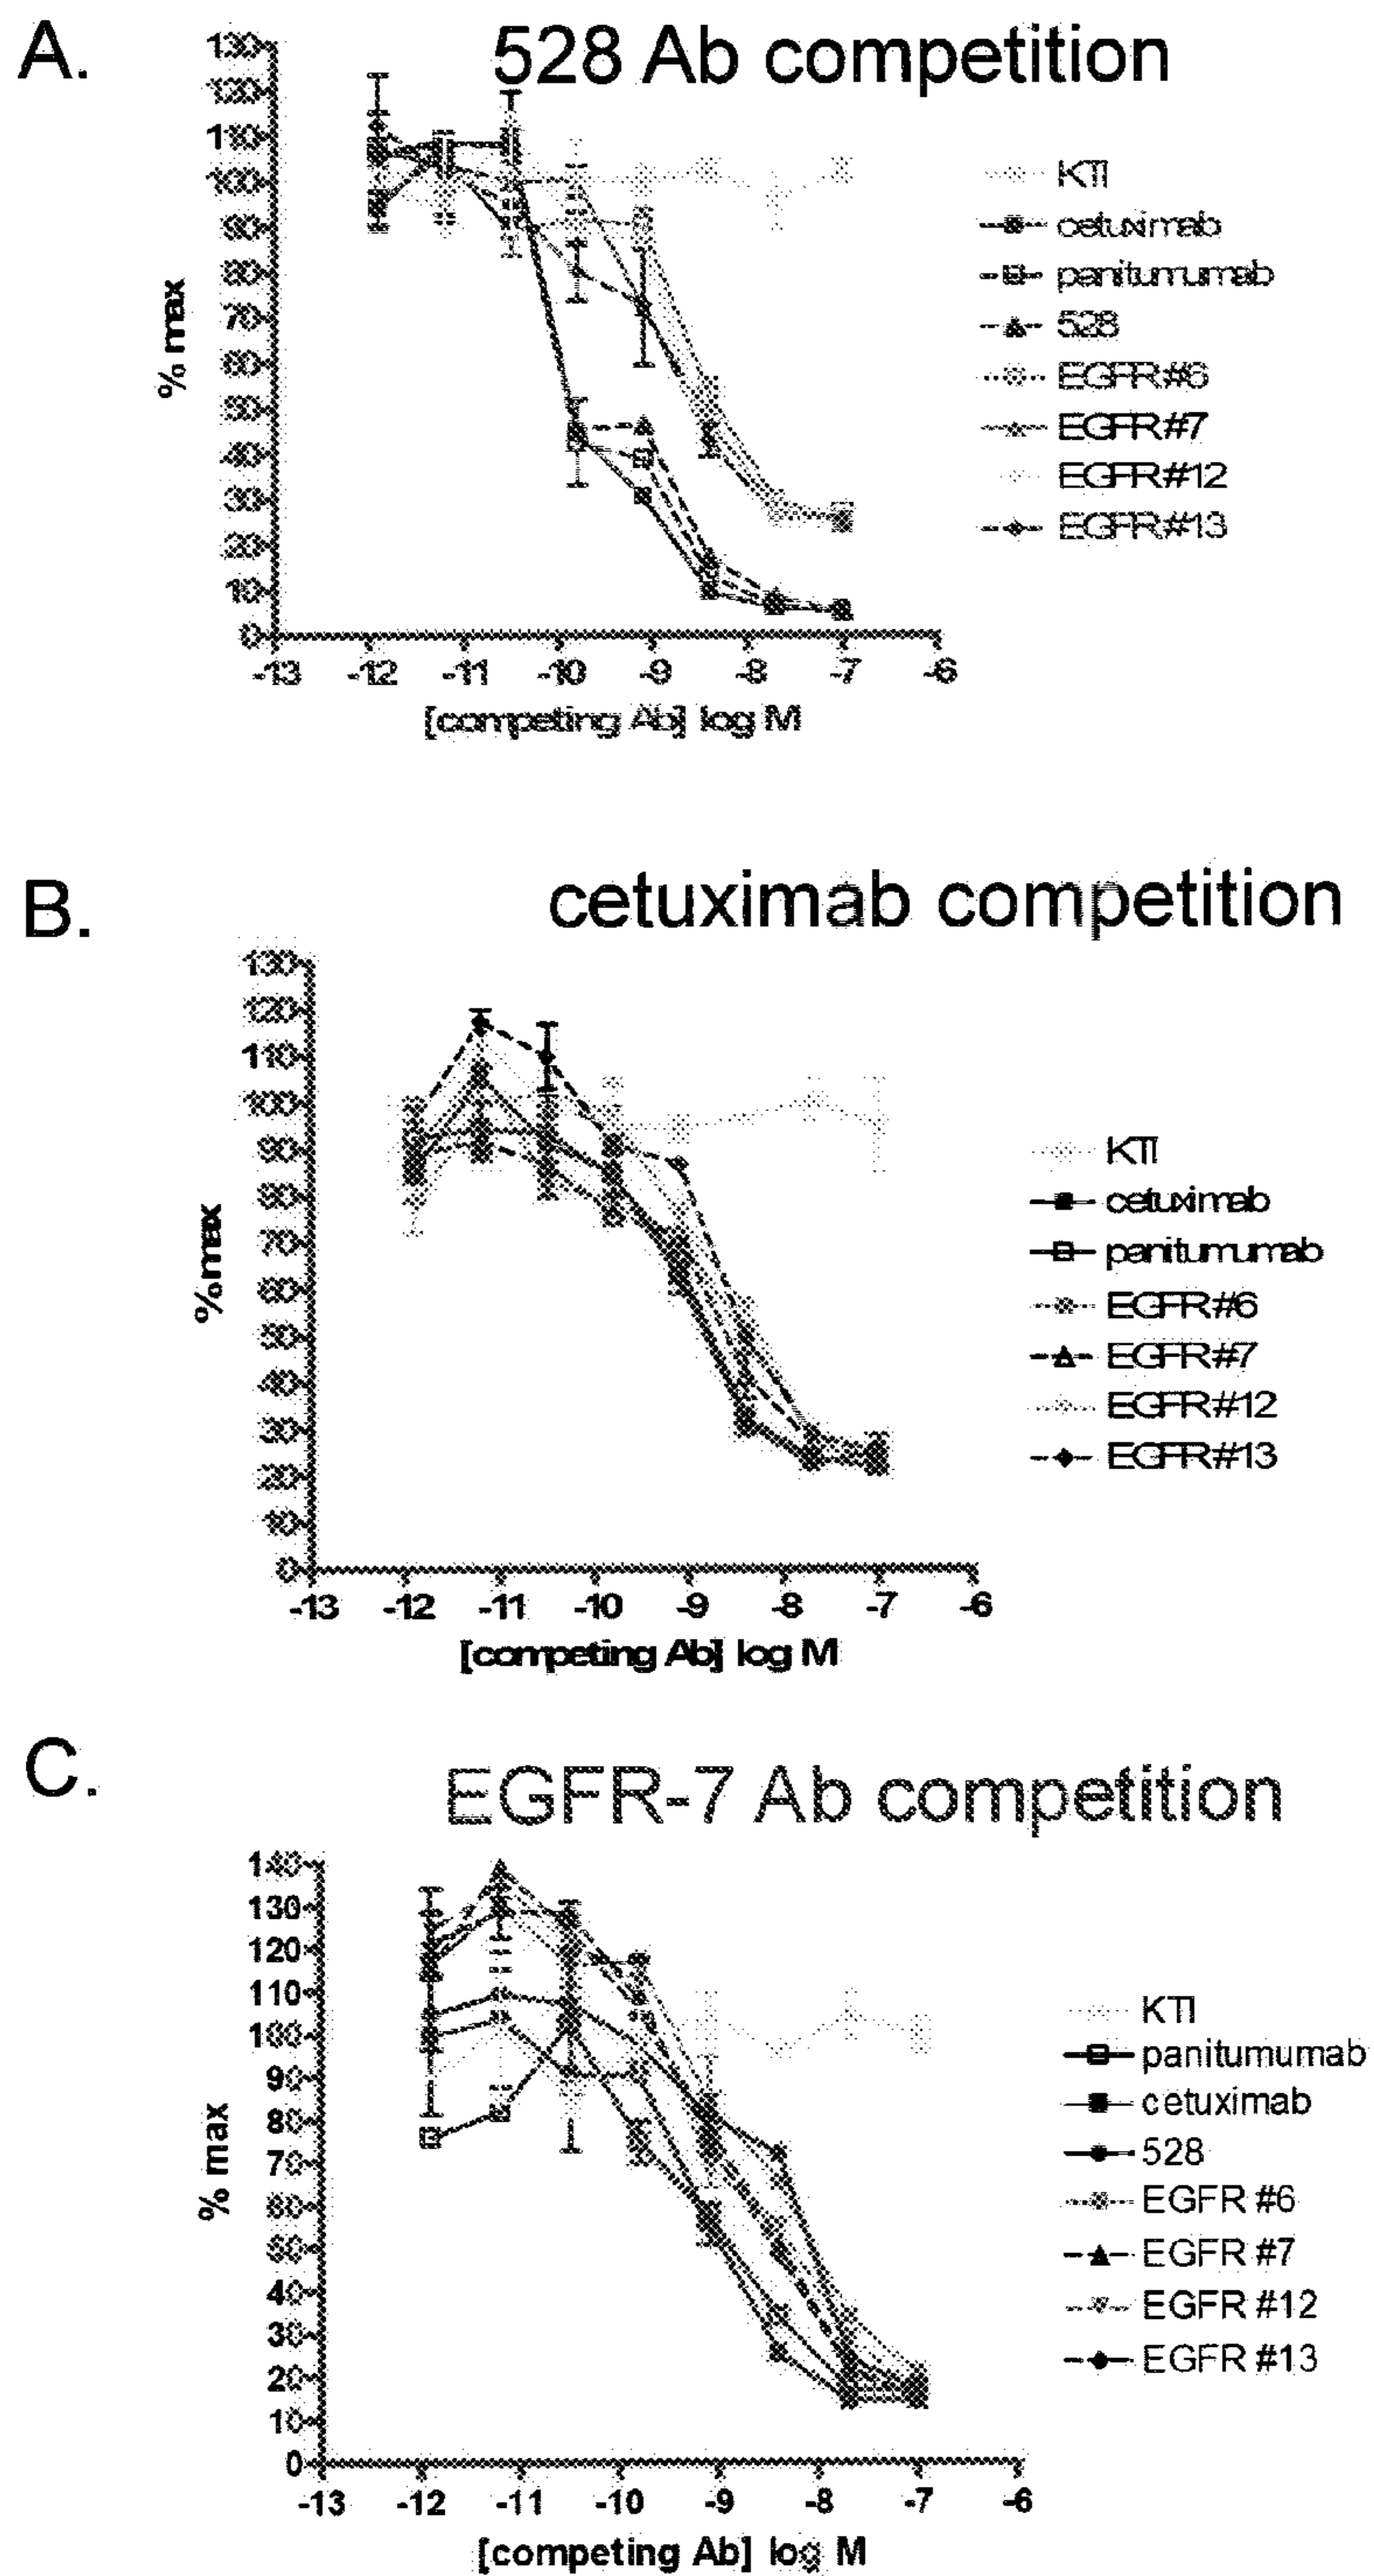 A.
528 Ab competition
130
120
110
100
90
80
70
60
50
40
30
20
10
0
% max
-13 -12 -11 -10 -9 -8 -7 -6
[competing Ab] log M
KTI
cetuximab
panitumumab
528
EGFR#6
EGFR#7
EGFR#12
EGFR#13
B.
cetuximab competition
130
120
110
100
90
80
70
60
50
40
30
20
10
0
%max
-13 -12 -11 -10 -9 -8 -7 -6
[competing Ab] log M
KTI
cetuximab
panitumumab
EGFR#6
EGFR#7
EGFR#12
EGFR#13
C.
EGFR-7 Ab competition
140
130
120
110
100
90
80
70
60
50
40
30
20
10
0
% max
-13 -12 -11 -10 -9 -8 -7 -6
[competing Ab] log M
KTI
panitumumab
cetuximab
528
EGFR #6
EGFR #7
EGFR #12
EGFR #13